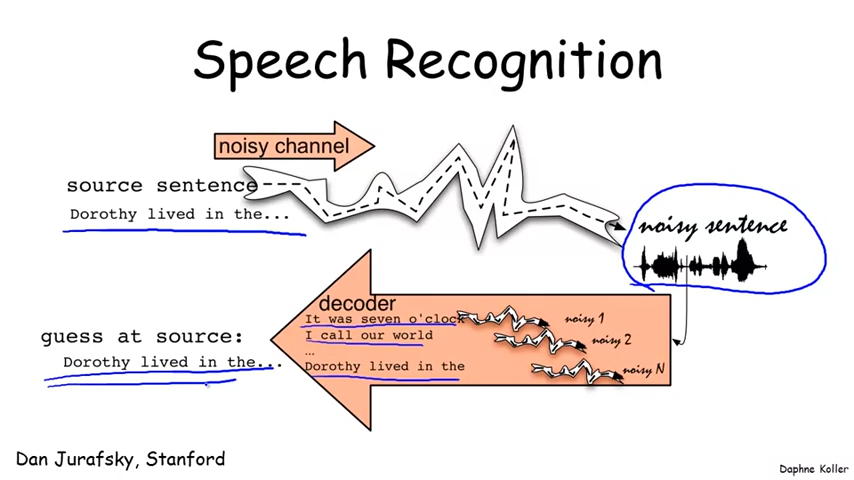 Speech Recognition
noisy channel
source sentence
Dorothy lived in the...
noisy sentence
decoder
It was seven o'clock
noisy 1
I call our world
noisy 2
...
Dorothy lived in the
noisy N
guess at source:
Dorothy lived in the...
Dan Jurafsky, Stanford
Daphne Koller